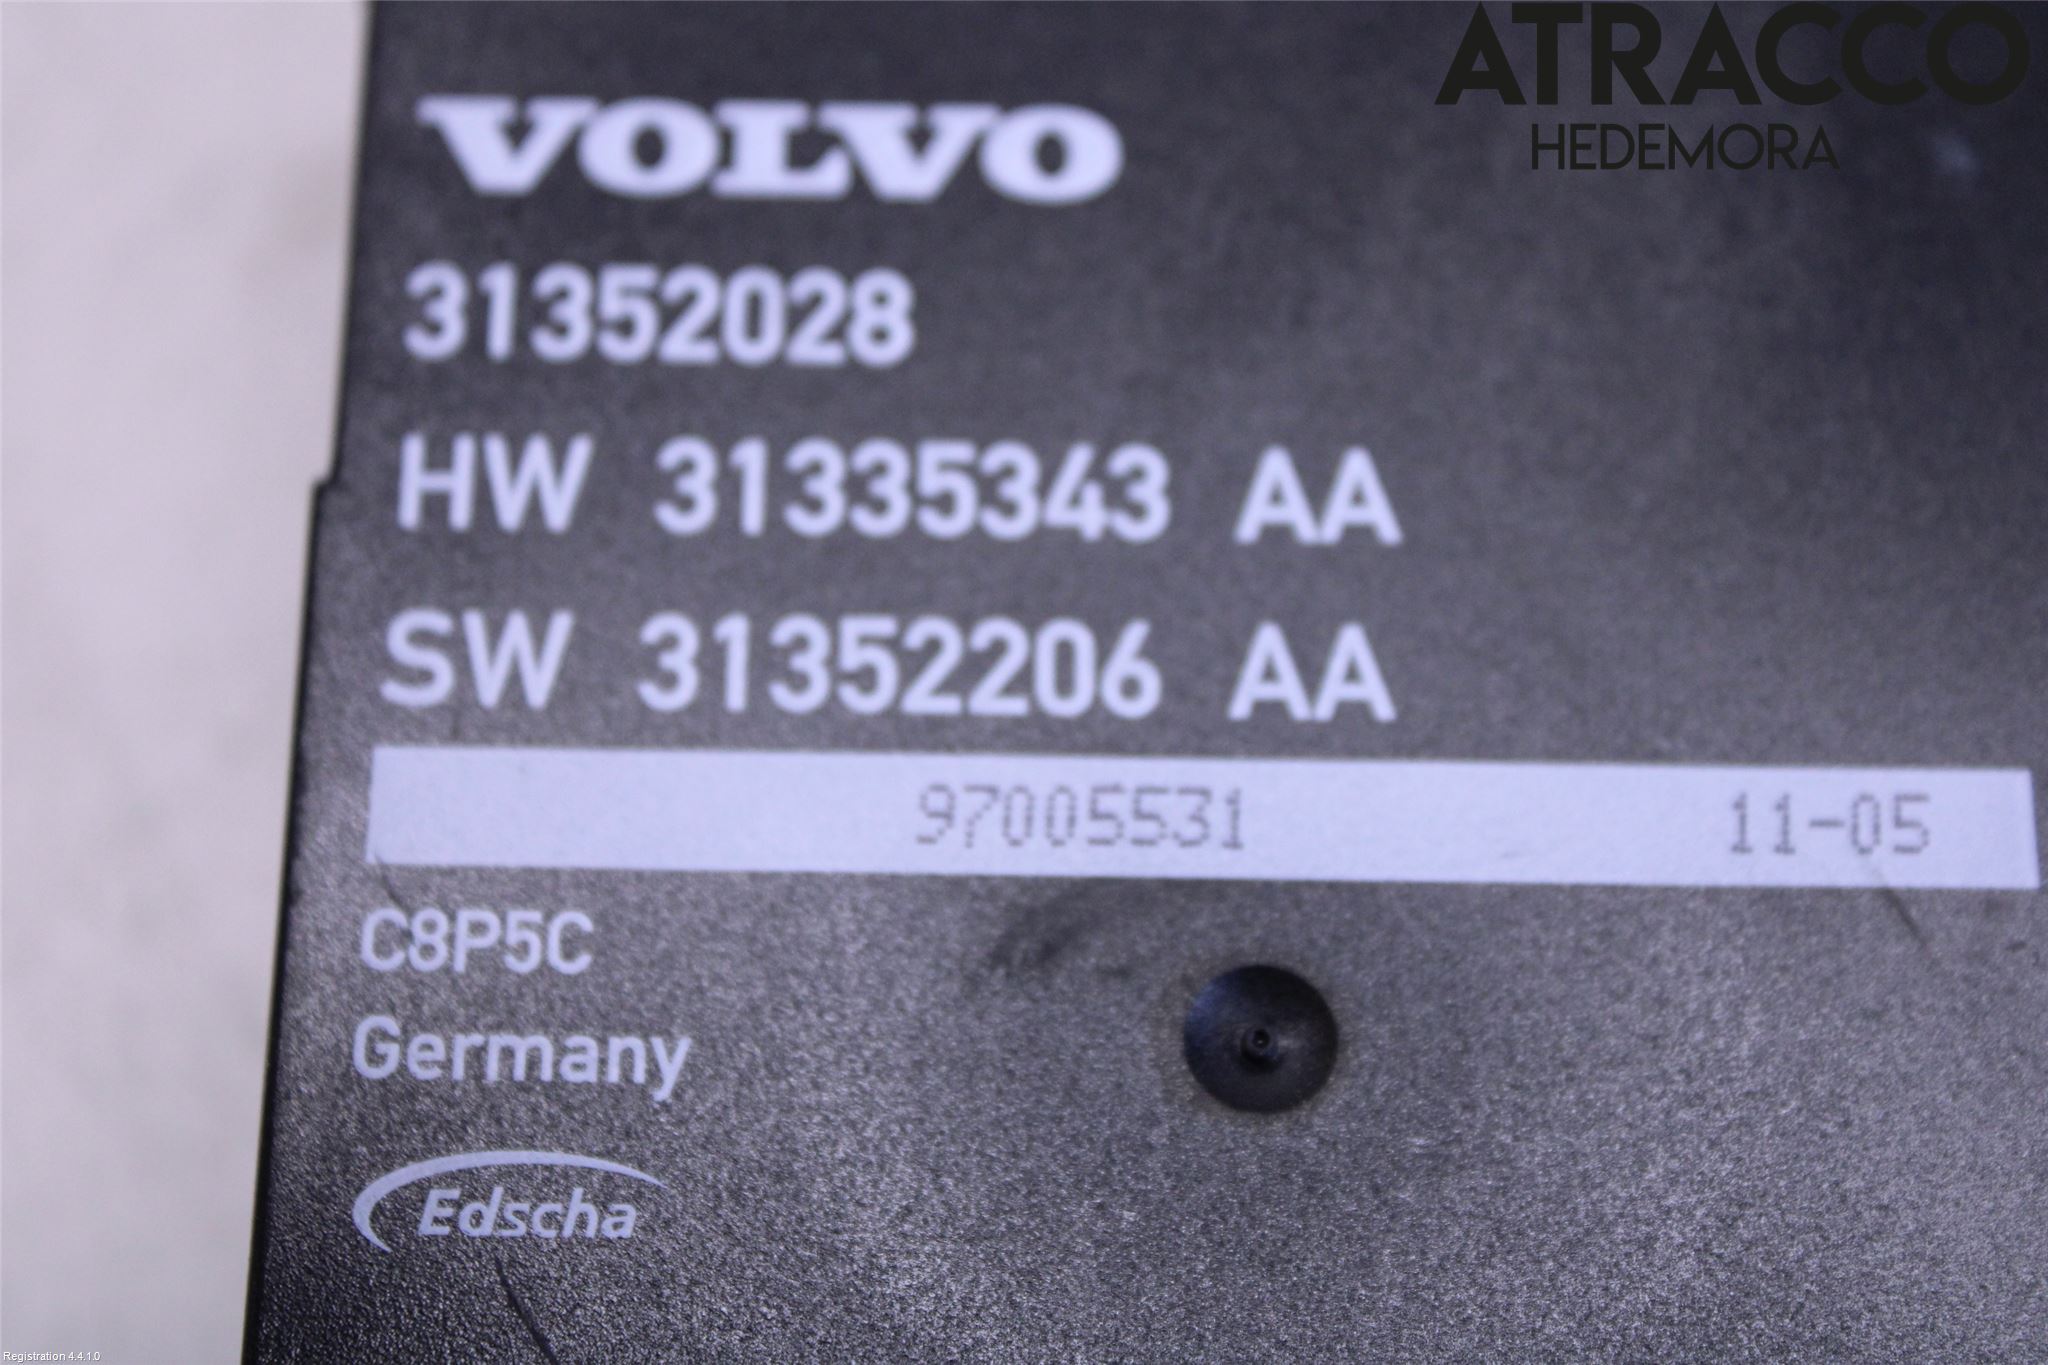 ATRACCO
HEDEMORA
VOLVO
31352028
HW 31335343 AA
SW 31352206 AA
97005531 11-05
C8P5C
Germany
Edscha
Registration 4.4.1.0